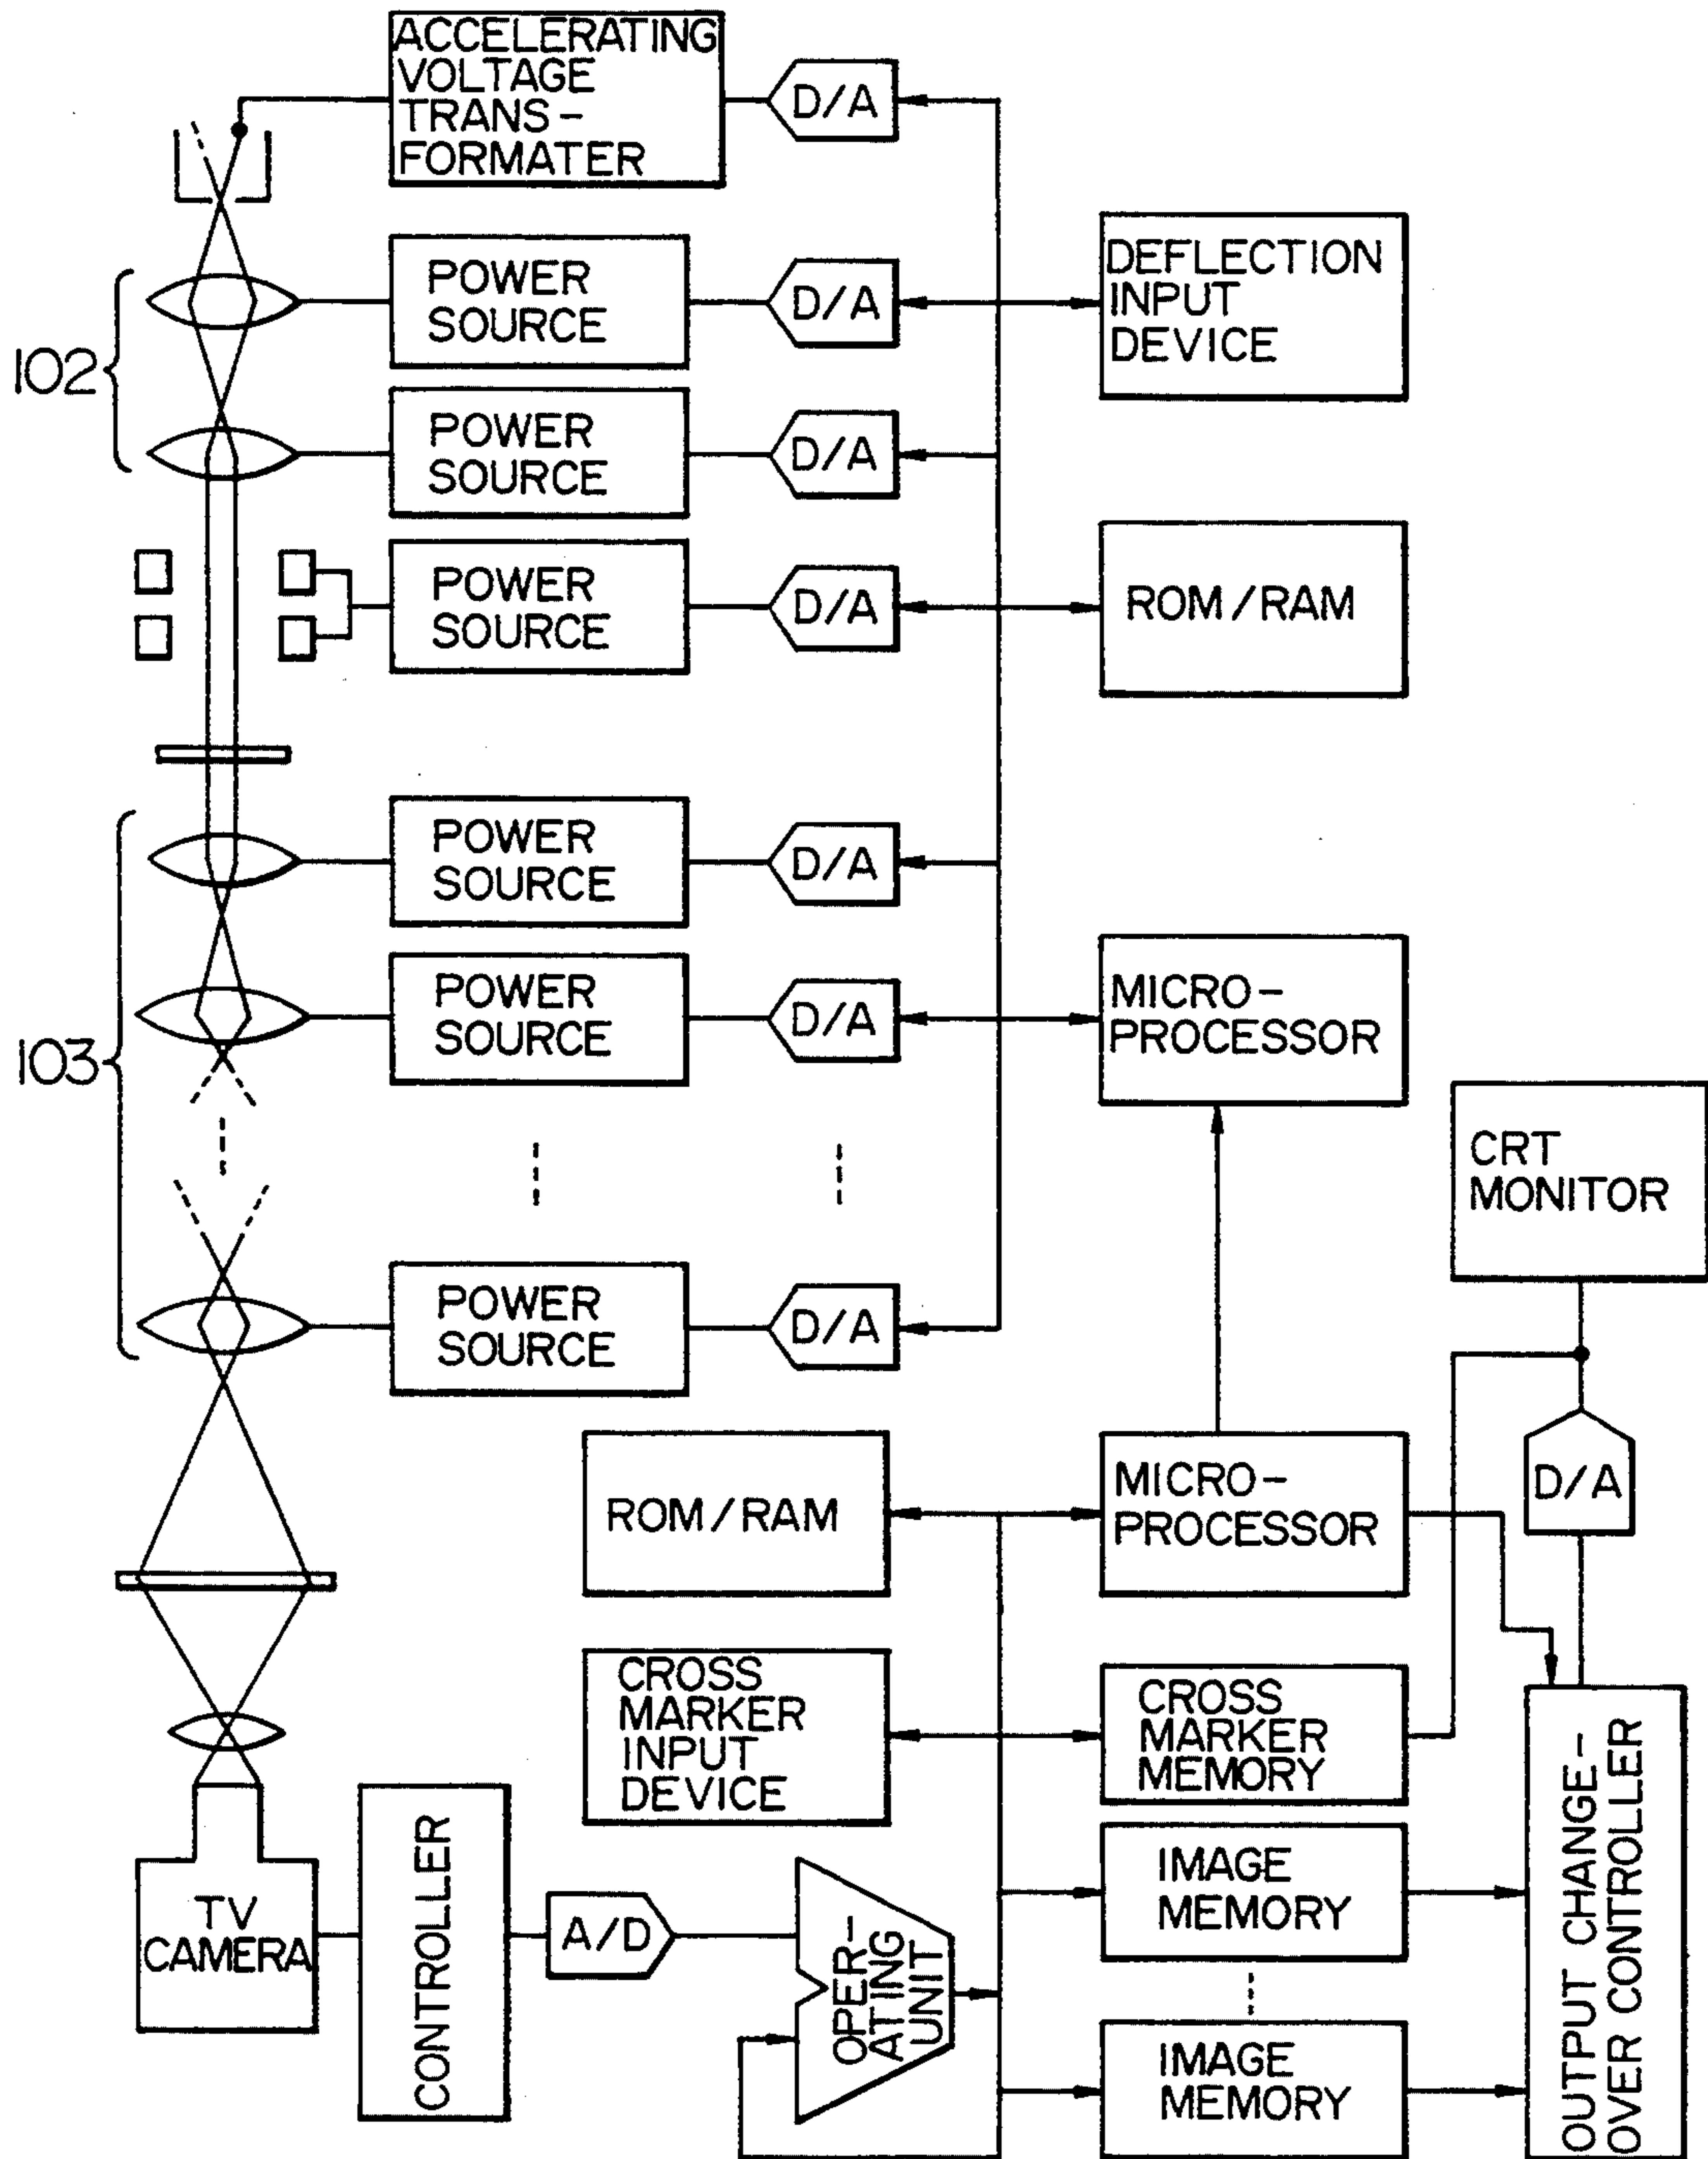 ACCELERATING
VOLTAGE
TRANS-
FORMATER
D/A
POWER
SOURCE
D/A
DEFLECTION
INPUT
DEVICE
102
POWER
SOURCE
D/A
POWER
SOURCE
D/A
ROM/RAM
POWER
SOURCE
D/A
103
POWER
SOURCE
D/A
MICRO-
PROCESSOR
CRT
MONITOR
POWER
SOURCE
D/A
ROM/RAM
MICRO-
PROCESSOR
D/A
CROSS
MARKER
INPUT
DEVICE
CROSS
MARKER
MEMORY
TV
CAMERA
CONTROLLER
A/D
OPER-
ATING
UNIT
IMAGE
MEMORY
IMAGE
MEMORY
OUTPUT CHANGE-
OVER CONTROLLER